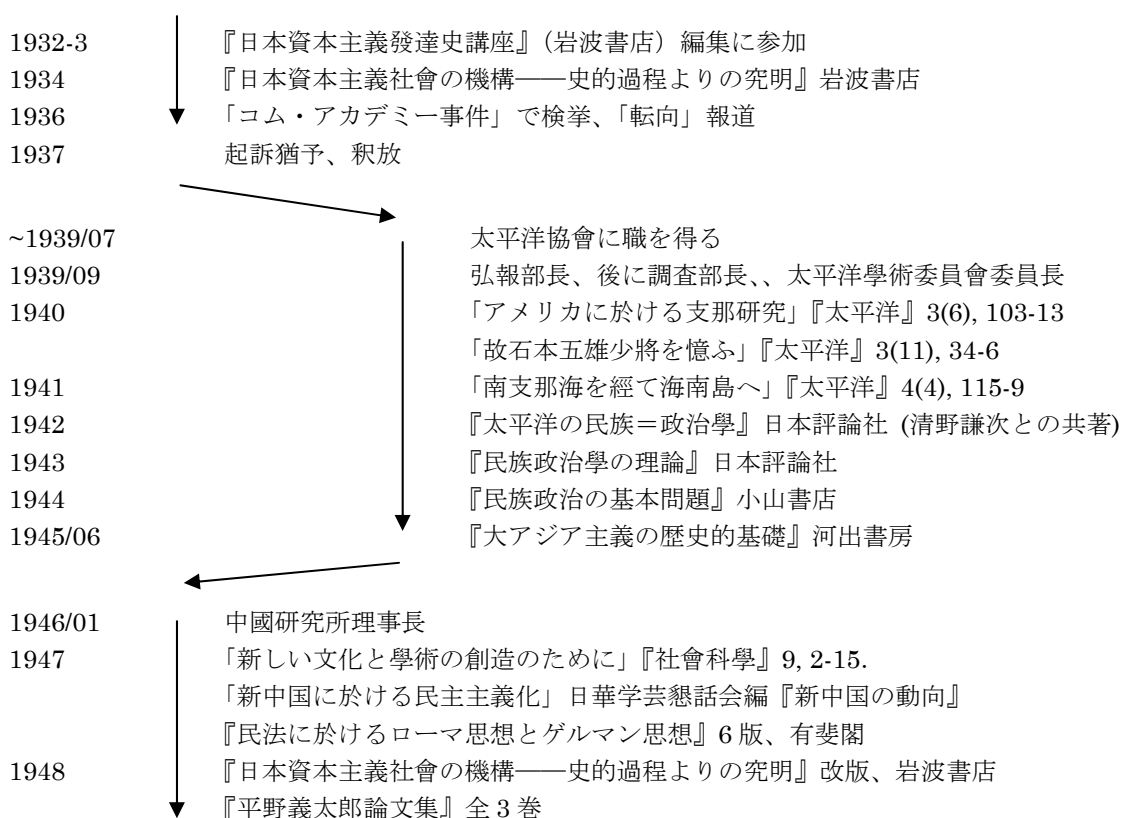 1932-3 『日本資本主義發達史講座』（岩波書店）編集に参加
1934 『日本資本主義社會の機構――史的過程よりの究明』岩波書店
1936 「コム・アカデミー事件」で検挙、「転向」報道
1937 起訴猶予、釈放
~1939/07 太平洋協會に職を得る
1939/09 弘報部長、後に調査部長、、太平洋學術委員會委員長
1940 「アメリカに於ける支那研究」『太平洋』3(6), 103-13
「故石本五雄少將を憶ふ」『太平洋』3(11), 34-6
1941 「南支那海を經て海南島へ」『太平洋』4(4), 115-9
1942 『太平洋の民族＝政治學』日本評論社 (清野謙次との共著)
1943 『民族政治學の理論』日本評論社
1944 『民族政治の基本問題』小山書店
1945/06 『大アジア主義の歴史的基礎』河出書房
1946/01 中國研究所理事長
1947 「新しい文化と學術の創造のために」『社會科學』9, 2-15.
「新中国に於ける民主主義化」日華学芸懇話会編『新中国の動向』
『民法に於けるローマ思想とゲルマン思想』6版、有斐閣
1948 『日本資本主義社會の機構――史的過程よりの究明』改版、岩波書店
『平野義太郎論文集』全3巻